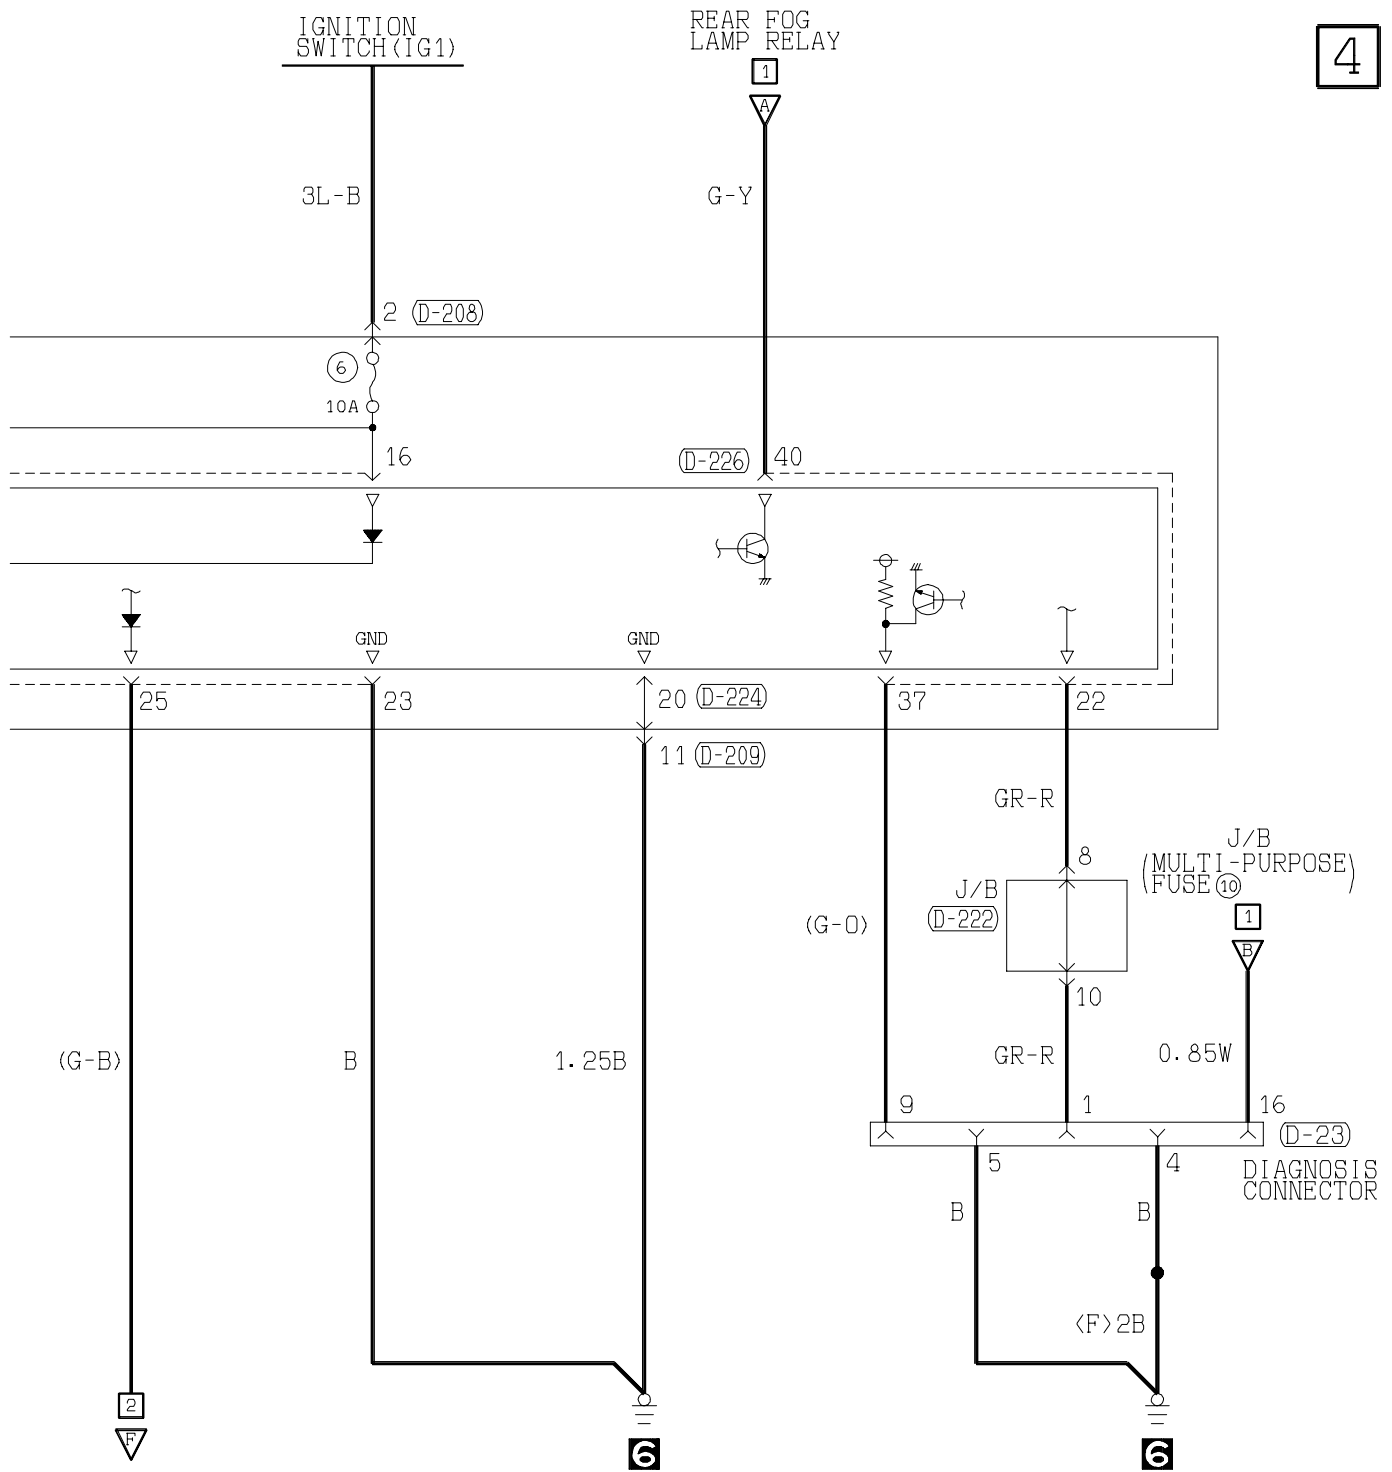 IGNITION
SWITCH(IG1)
REAR FOG
LAMP RELAY
4
1
A
3L-B
G-Y
2 (D-208)
6
10A
16
(D-226) 40
GND
GND
25
23
20 (D-224)
37
22
11 (D-209)
GR-R
8
J/B
(MULTI-PURPOSE)
FUSE 10
J/B
(D-222)
1
B
(G-O)
10
(G-B)
B
1.25B
GR-R
0.85W
9
1
16
(D-23)
5
4
DIAGNOSIS
CONNECTOR
B
B
<F>2B
2
F
6
6